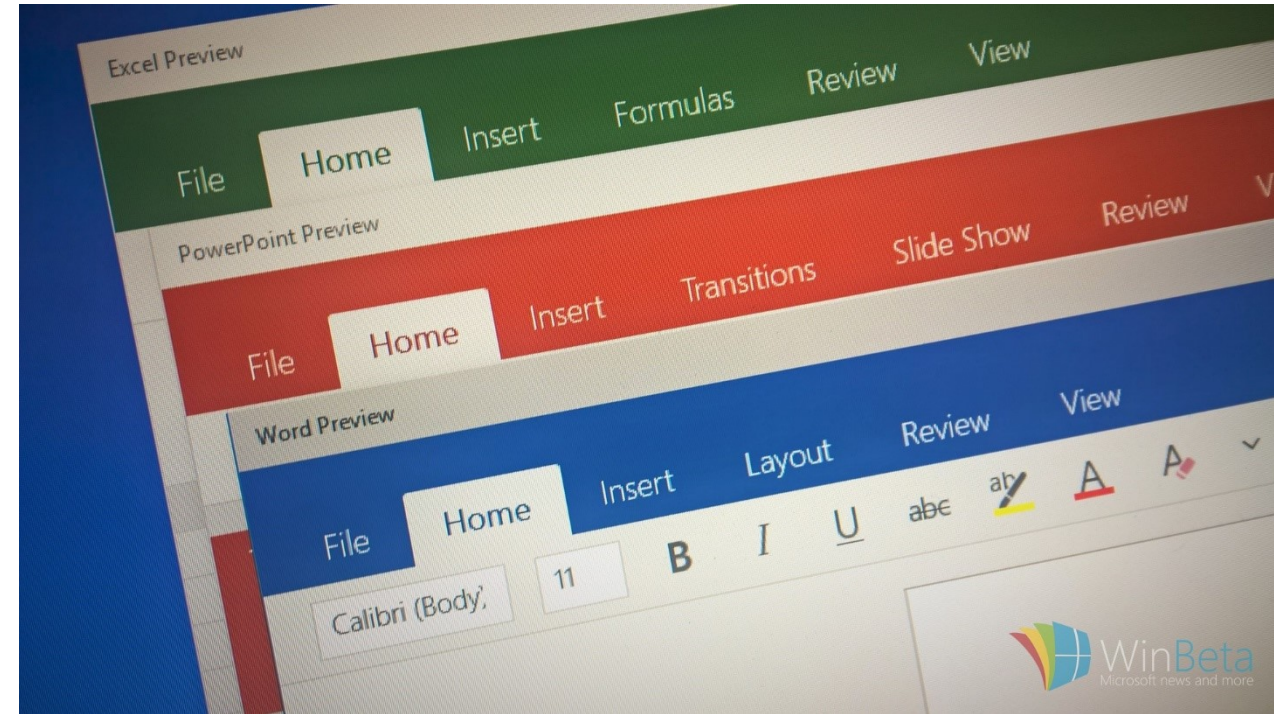 Excel Preview
File Home Insert Formulas Review View
PowerPoint Preview
File Home Insert Transitions Slide Show Review V
Word Preview
File Home Insert Layout Review View
Calibri (Body) 11 B I U abc ab A A
WinBeta
Microsoft news and more